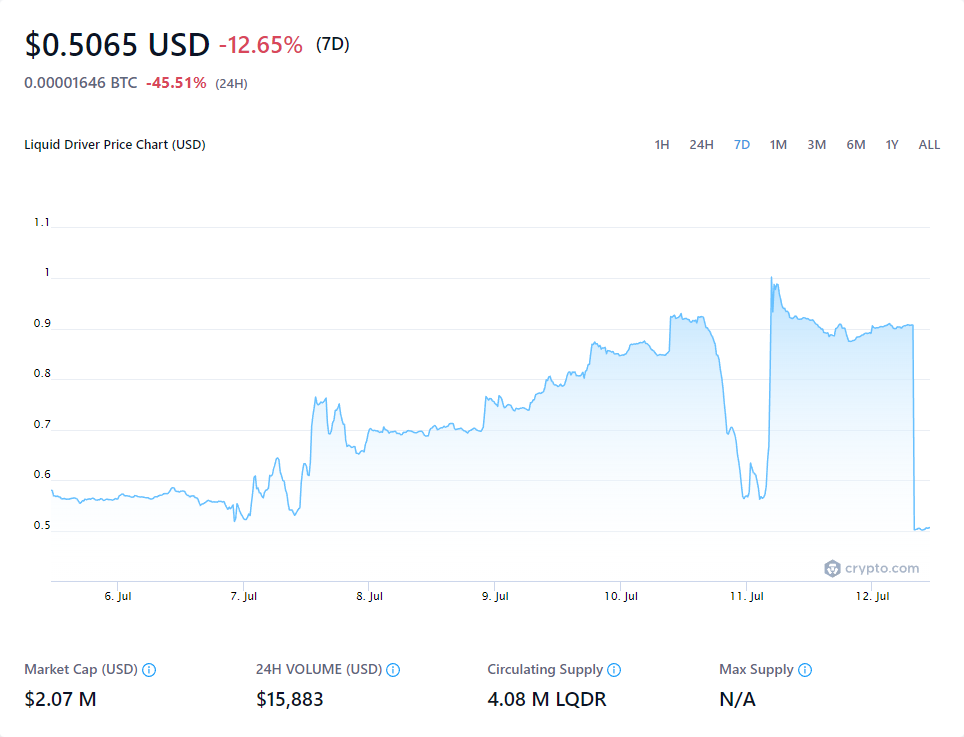 $0.5065 USD -12.65% (7D)
0.00001646 BTC -45.51% (24H)
Liquid Driver Price Chart (USD) 1H 24H 7D 1M 3M 6M 1Y ALL
1.1
1
0.9
0.8
0.7
0.6
0.5
crypto.com
6. Jul 7. Jul 8. Jul 9. Jul 10. Jul 11. Jul 12. Jul
Market Cap (USD) 24H VOLUME (USD) Circulating Supply Max Supply
$2.07 M $15,883 4.08 M LQDR N/A